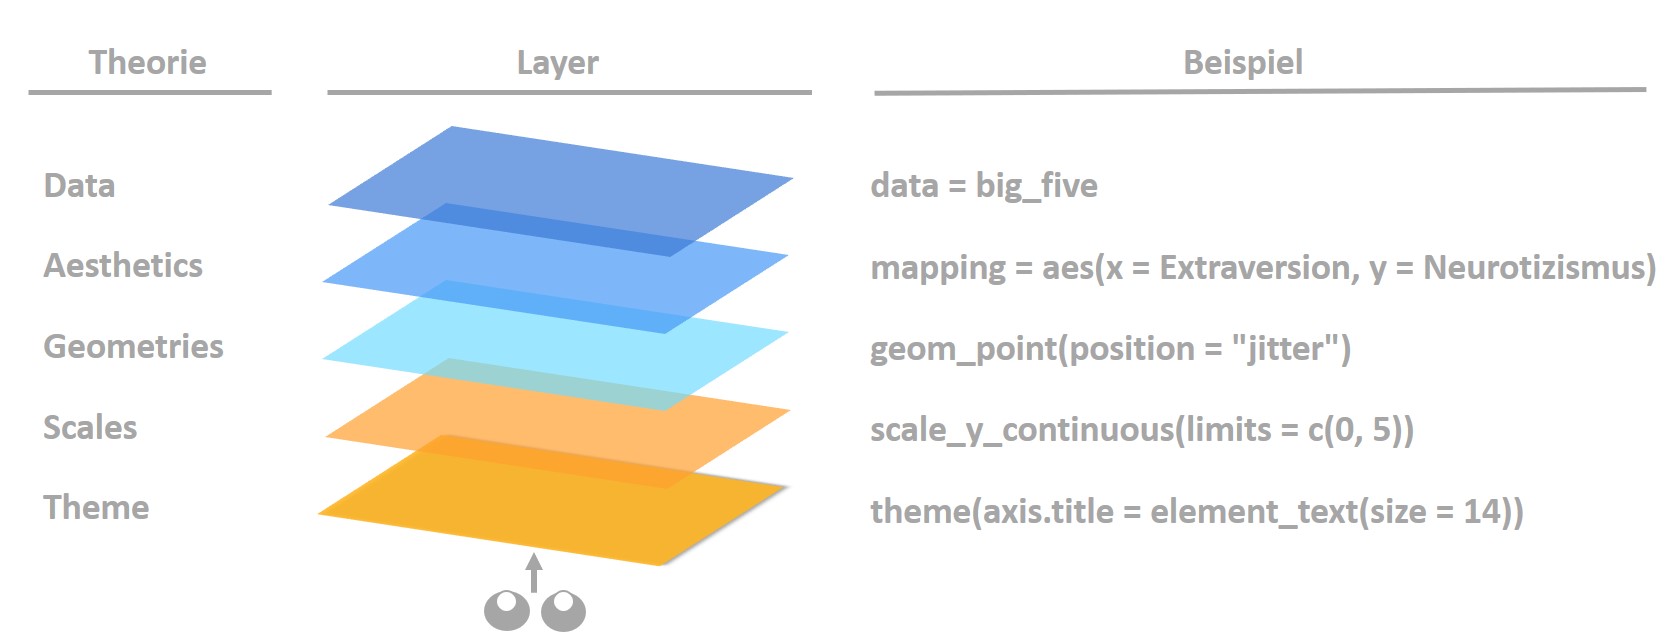 Theorie Layer Beispiel
Data data = big_five
Aesthetics mapping = aes(x = Extraversion, y = Neurotizismus)
Geometries geom_point(position = "jitter")
Scales scale_y_continuous(limits = c(0, 5))
Theme theme(axis.title = element_text(size = 14))